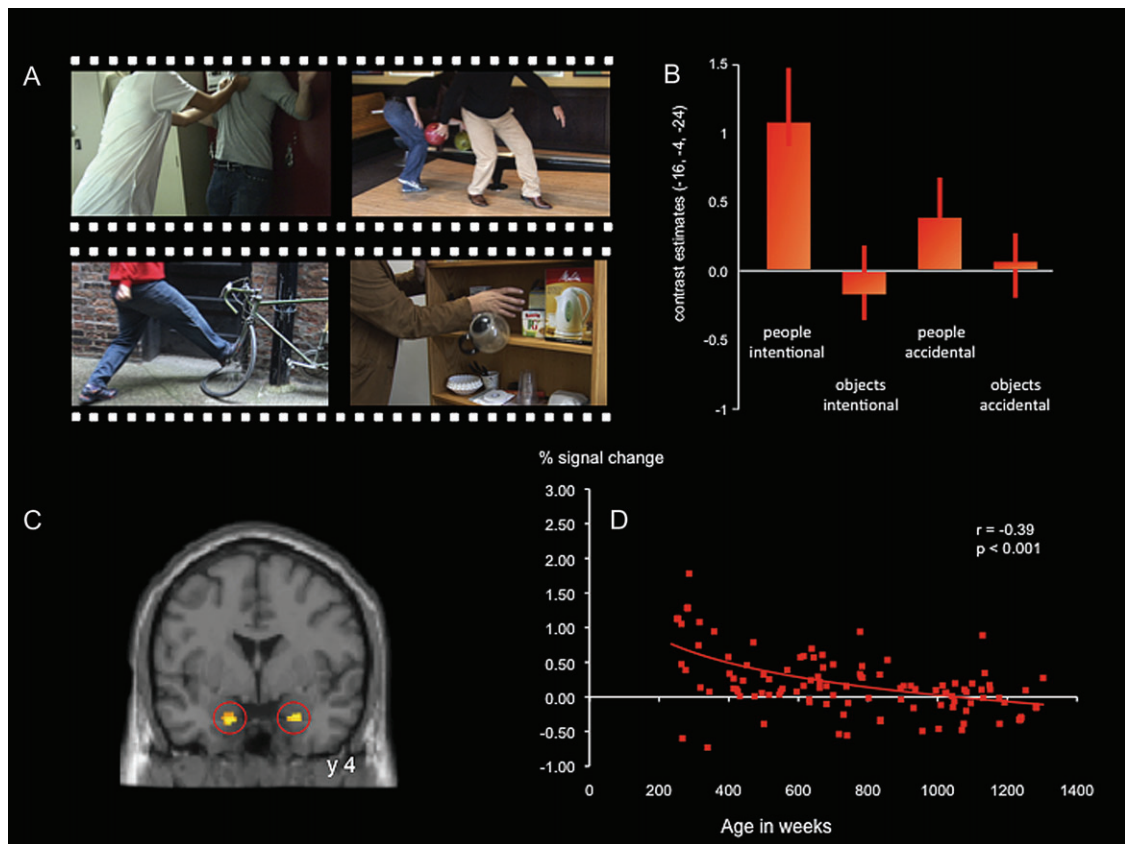 A
B
1.5
1
0.5
0.0
-0.5
-1
contrast estimates (-16, -4, -24)
people
intentional
objects
intentional
people
accidental
objects
accidental
Melitta
C
y 4
D
% signal change
3.00
2.50
2.00
1.50
1.00
0.50
0.00
-0.50
-1.00
r = -0.39
p < 0.001
0
200
400
600
800
1000
1200
1400
Age in weeks